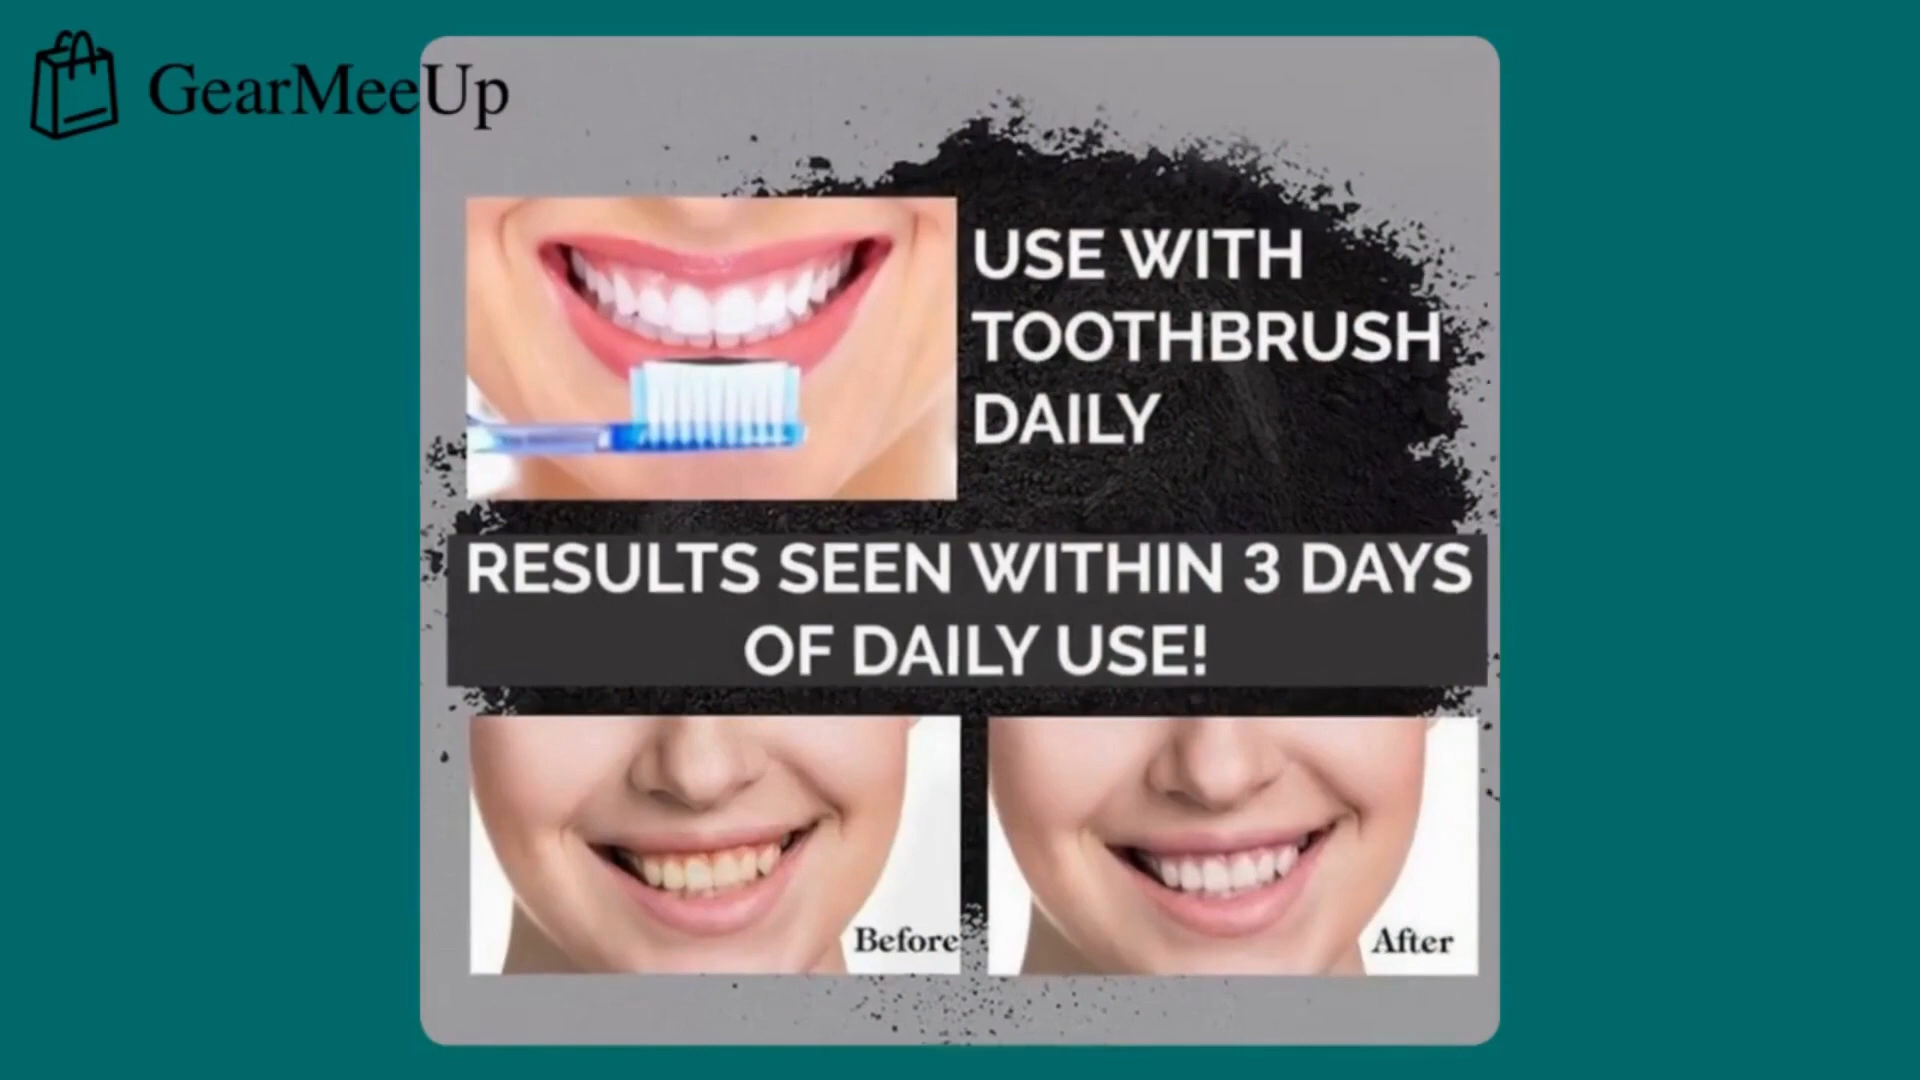 GearMeeUp
USE WITH
TOOTHBRUSH
DAILY
RESULTS SEEN WITHIN 3 DAYS
OF DAILY USE!
Before
After